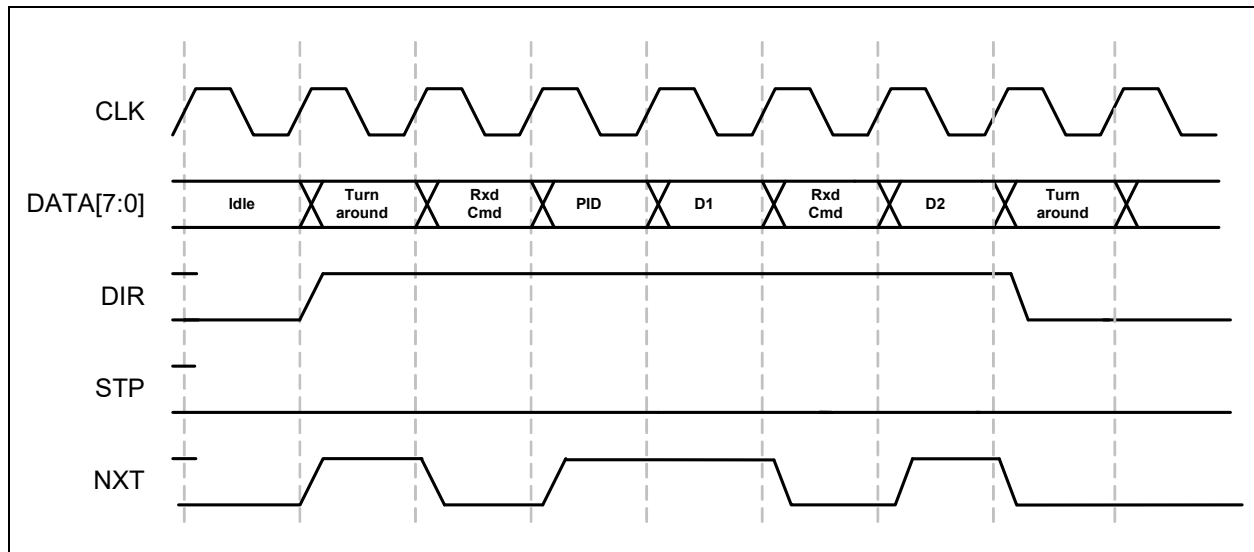 CLK
DATA[7:0]
Idle
Turn
around
Rxd
Cmd
PID
D1
Rxd
Cmd
D2
Turn
around
DIR
STP
NXT